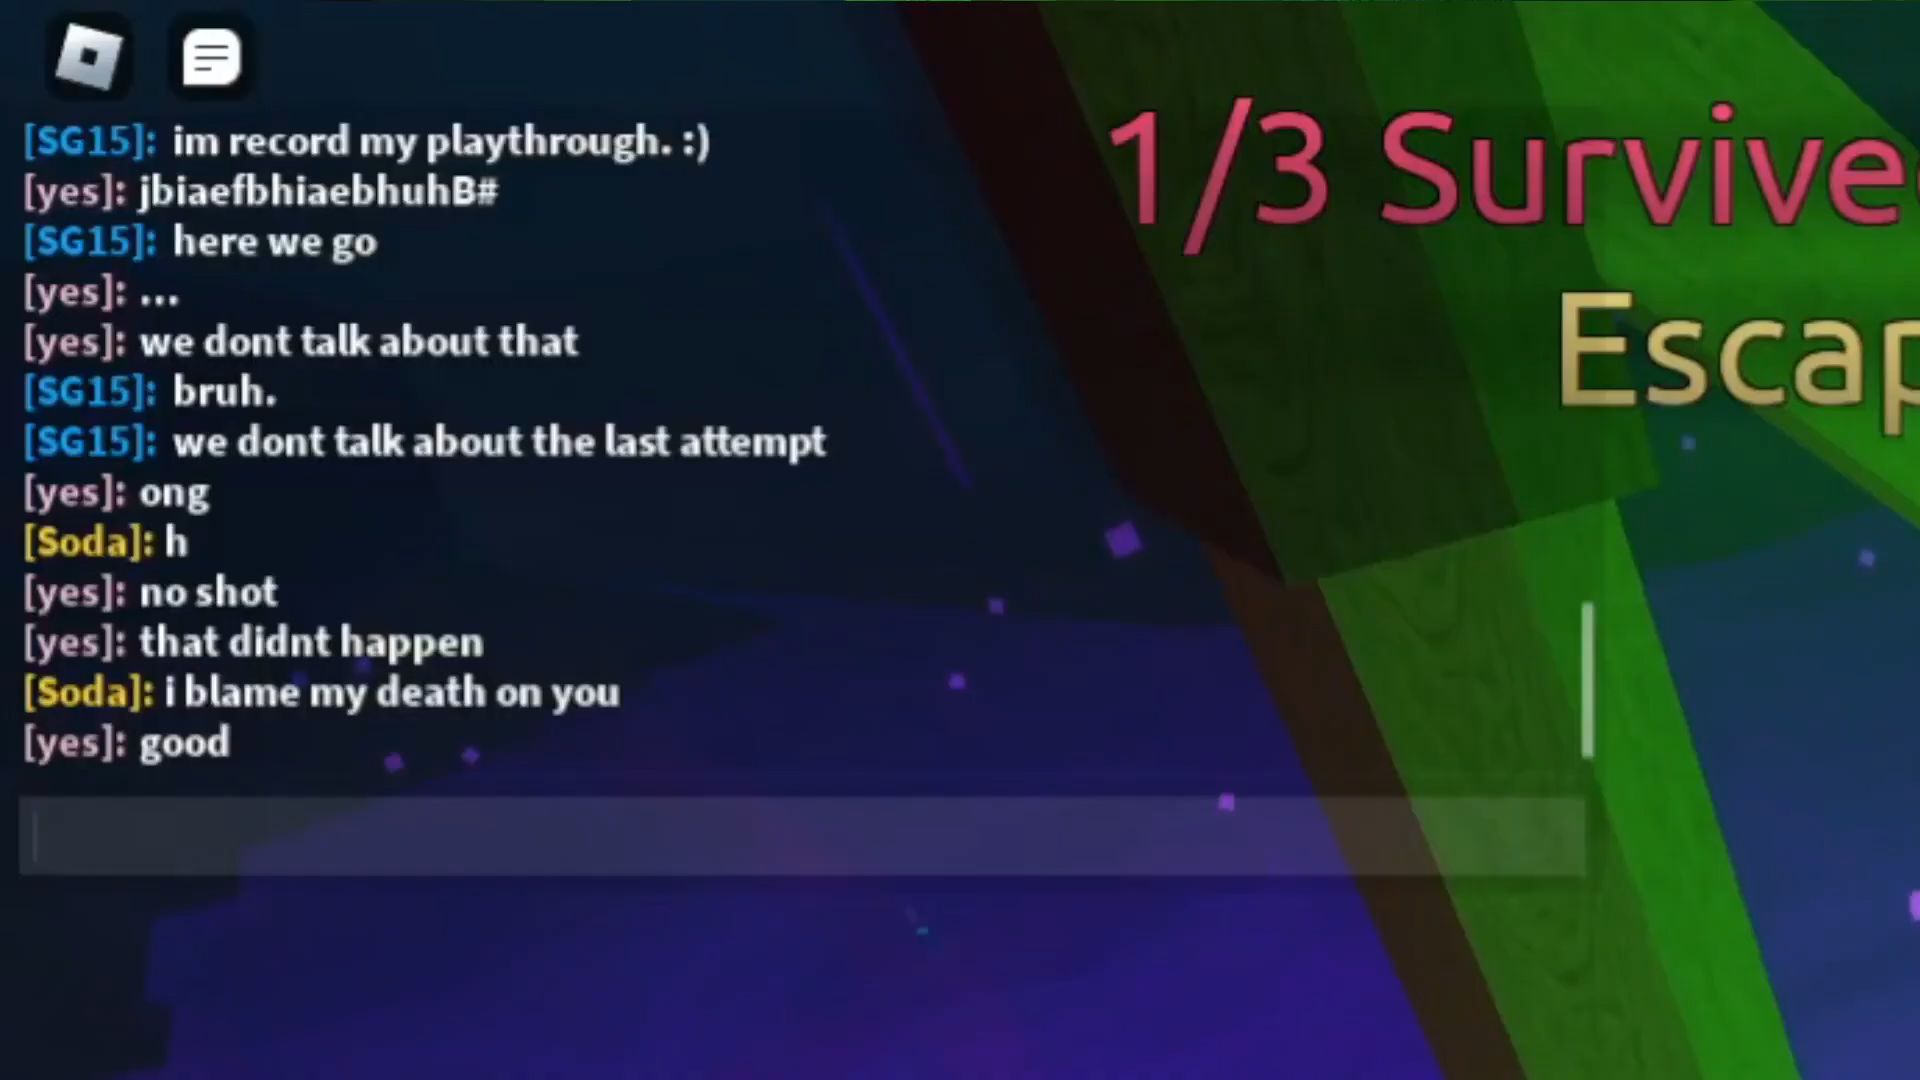 [SG15]: im record my playthrough. :)
[yes]: jbiaefbhiaebhuhB#
[SG15]: here we go
[yes]: ...
[yes]: we dont talk about that
[SG15]: bruh.
[SG15]: we dont talk about the last attempt
[yes]: ong
[Soda]: h
[yes]: no shot
[yes]: that didnt happen
[Soda]: i blame my death on you
[yes]: good
1/3 Survive
Escap